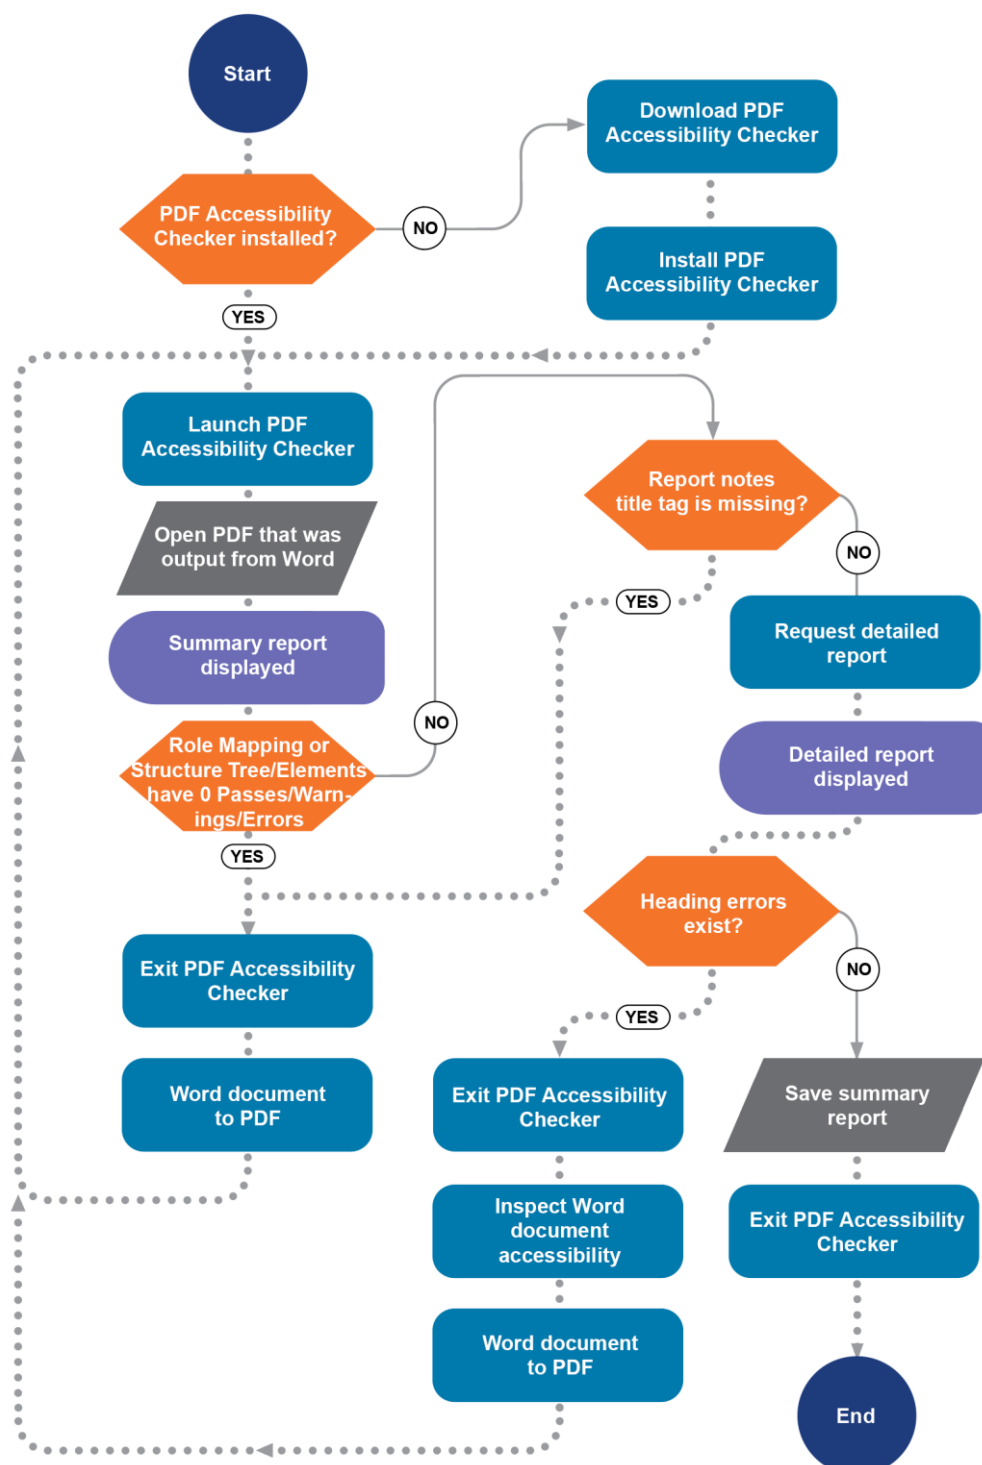 Start
Download PDF
Accessibility Checker
PDF Accessibility
Checker installed?
NO
Install PDF
Accessibility Checker
YES
Launch PDF
Accessibility Checker
Report notes
title tag is missing?
Open PDF that was
output from Word
NO
YES
Summary report
displayed
Request detailed
report
NO
Role Mapping or
Structure Tree/Elements
have 0 Passes/Warn-
ings/Errors
Detailed report
displayed
YES
Heading errors
exist?
Exit PDF Accessibility
Checker
NO
YES
Word document
to PDF
Exit PDF Accessibility
Checker
Save summary
report
Inspect Word
document
accessibility
Exit PDF Accessibility
Checker
Word document
to PDF
End